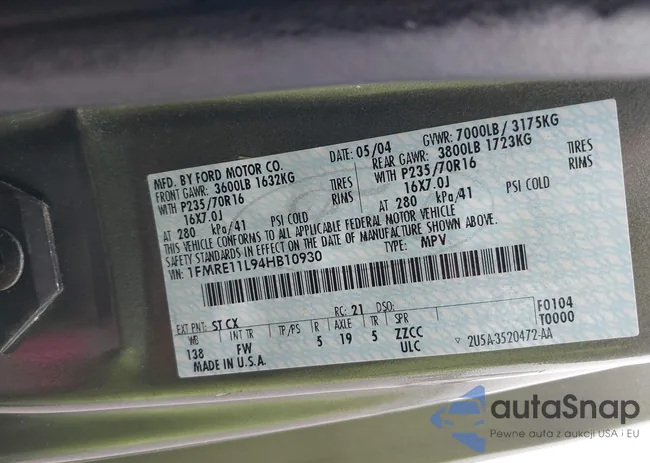 MFD. BY FORD MOTOR CO.
DATE: 05/04
GVWR: 7000LB / 3175KG
FRONT GAWR: 3600LB 1632KG
REAR GAWR: 3800LB 1723KG
WITH P235/70R16 TIRES
WITH P235/70R16 TIRES
16X7.0J RIMS
16X7.0J RIMS
AT 280 kPa/41 PSI COLD
AT 280 kPa/41 PSI COLD
THIS VEHICLE CONFORMS TO ALL APPLICABLE FEDERAL MOTOR VEHICLE
SAFETY STANDARDS IN EFFECT ON THE DATE OF MANUFACTURE SHOWN ABOVE.
1FMRE11L94HB10930
TYPE: MPV
EXT PNT: ST CX RC: 21 DSO:
WB INT. TRIM TP/PS R AXLE TR SPR
138 FW 5 19 5 ZZCC
MADE IN U.S.A. ULC
F0104
T0000
2U5A-3520472-AA
autaSnap
Pewne auta z aukcji USA i EU